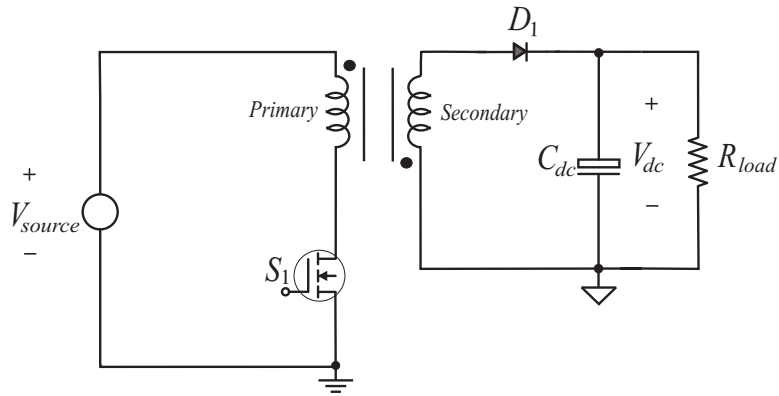 D1
Primary
Secondary
+
+
Cdc
Vdc
Rload
Vsource
−
−
S1